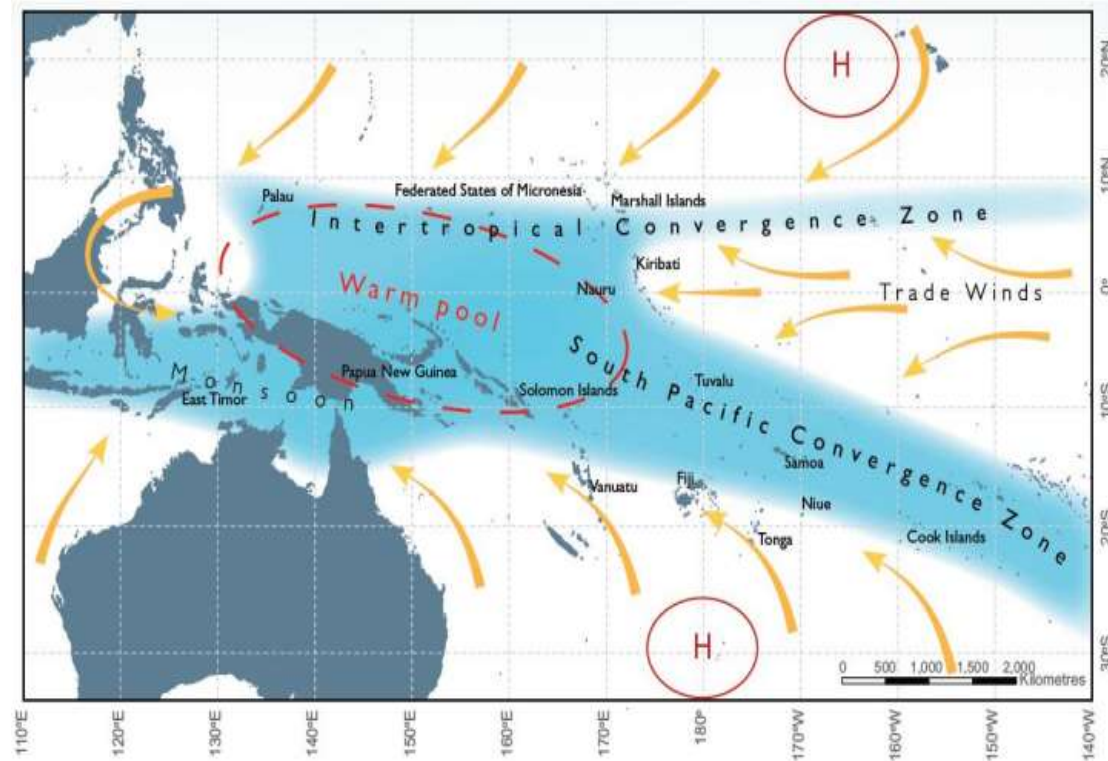 H
20°N
10°N
Palau
Federated States of Micronesia
Marshall Islands
Intertropical Convergence Zone
Kiribati
Nauru
Warm pool
Trade Winds
0°
South Pacific Convergence Zone
Papua New Guinea
Solomon Islands
Tuvalu
Monsoon
East Timor
10°S
Samoa
Vanuatu
Fiji
Niue
Tonga
Cook Islands
20°S
H
30°S
0 500 1,000 1,500 2,000
Kilometres
110°E 120°E 130°E 140°E 150°E 160°E 170°E 180° 170°W 160°W 150°W 140°W